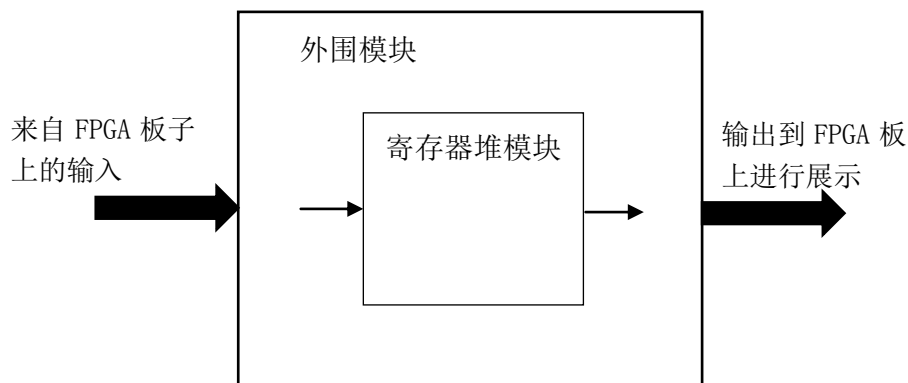 外围模块
来自 FPGA 板子
上的输入
寄存器堆模块
输出到 FPGA 板
上进行展示